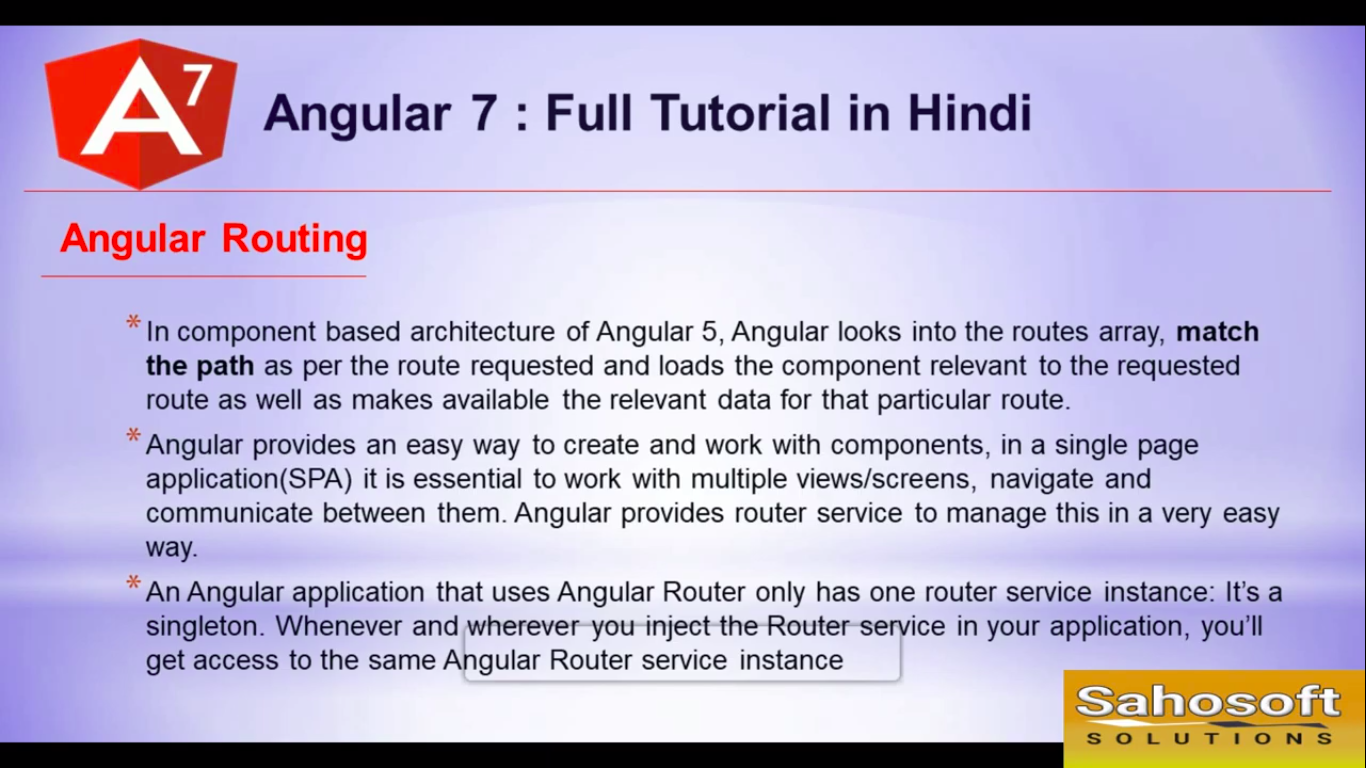 A 7
Angular 7 : Full Tutorial in Hindi
Angular Routing
* In component based architecture of Angular 5, Angular looks into the routes array, match
the path as per the route requested and loads the component relevant to the requested
route as well as makes available the relevant data for that particular route.
* Angular provides an easy way to create and work with components, in a single page
application(SPA) it is essential to work with multiple views/screens, navigate and
communicate between them. Angular provides router service to manage this in a very easy
way.
* An Angular application that uses Angular Router only has one router service instance: It’s a
singleton. Whenever and wherever you inject the Router service in your application, you’ll
get access to the same Angular Router service instance
Sahosoft
SOLUTIONS